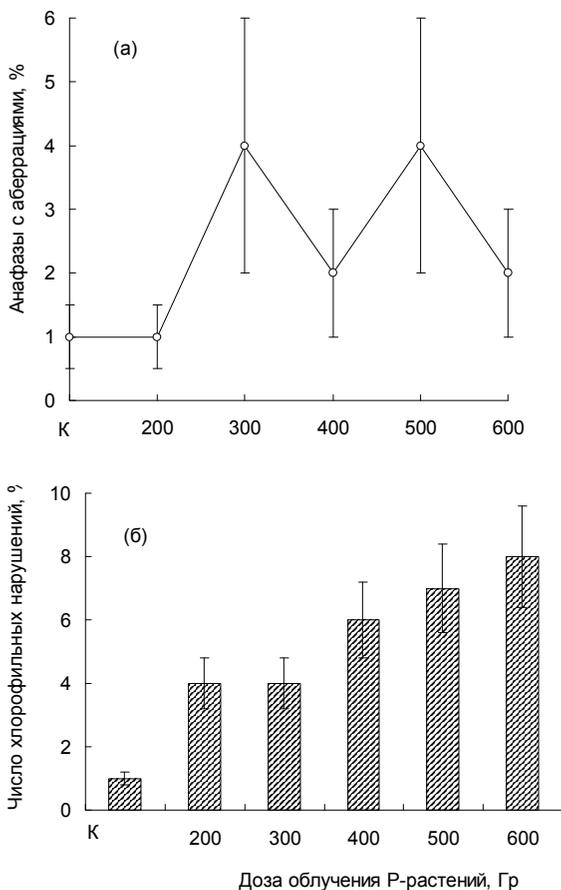 6
(а)
5
4
3
2
1
0
Анафазы с аберрациями, %
К 200 300 400 500 600
10
(б)
8
6
4
2
0
Число хлорофильных нарушений, %
К 200 300 400 500 600
Доза облучения Р-растений, Гр